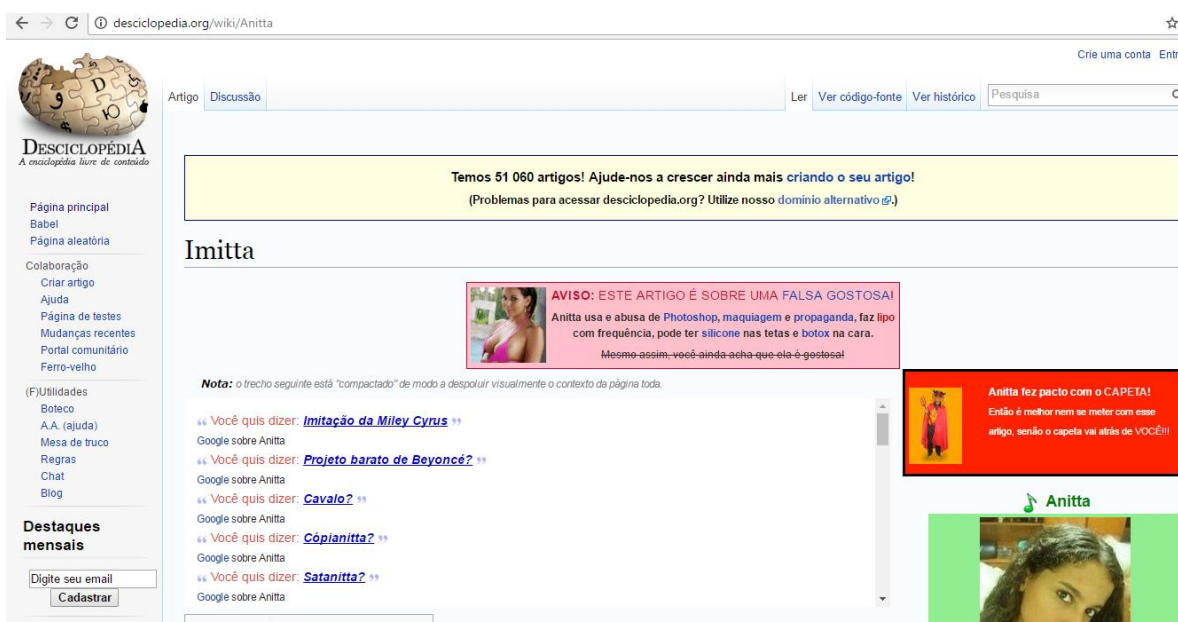 desciclopedia.org/wiki/Anitta
Crie uma conta Entr
Artigo Discussão
Ler Ver código-fonte Ver histórico Pesquisa
DESCICLOPÉDIA
A enciclopédia livre de conteúdo
Página principal
Babel
Página aleatória
Colaboração
Criar artigo
Ajuda
Página de testes
Mudanças recentes
Portal comunitário
Ferro-velho
(F)Utilidades
Boteco
A.A. (ajuda)
Mesa de truco
Regras
Chat
Blog
Destaques
mensais
Digite seu email
Cadastrar
Temos 51 060 artigos! Ajude-nos a crescer ainda mais criando o seu artigo!
(Problemas para acessar desciclopedia.org? Utilize nosso domínio alternativo.)
Imitta
AVISO: ESTE ARTIGO É SOBRE UMA FALSA GOSTOSA!
Anitta usa e abusa de Photoshop, maquiagem e propaganda, faz lipo
com frequência, pode ter silicone nas tetas e botox na cara.
Mesmo assim, você ainda acha que ela é gostosa!
Nota: o trecho seguinte está "compactado" de modo a despoluir visualmente o contexto da página toda.
“ Você quis dizer: Imitação da Miley Cyrus ”
Google sobre Anitta
“ Você quis dizer: Projeto barato de Beyoncé? ”
Google sobre Anitta
“ Você quis dizer: Cavalo? ”
Google sobre Anitta
“ Você quis dizer: Cópianitta? ”
Google sobre Anitta
“ Você quis dizer: Satanitta? ”
Google sobre Anitta
Anitta fez pacto com o CAPETA!
Então é melhor nem se meter com esse
artigo, senão o capeta vai atrás de VOCÊ!!!
Anitta